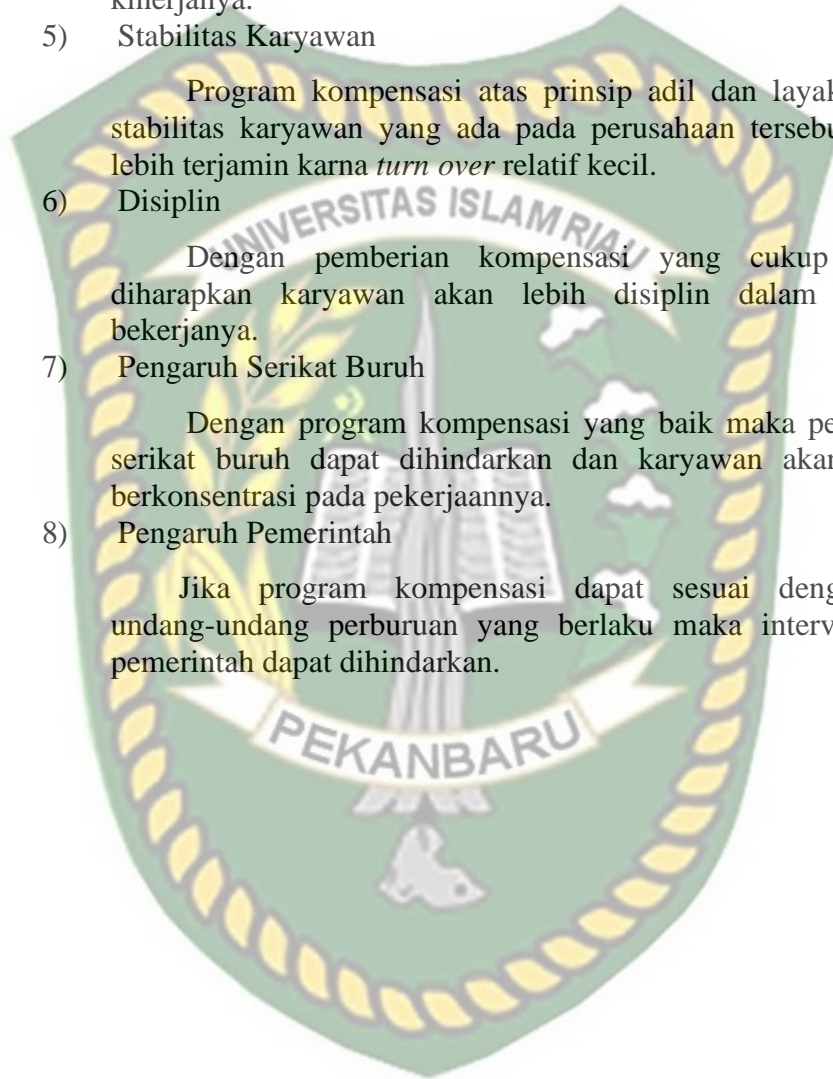 kinerjanya.
5) Stabilitas Karyawan
Program kompensasi atas prinsip adil dan layak
stabilitas karyawan yang ada pada perusahaan tersebu
lebih terjamin karna turn over relatif kecil.
6) Disiplin
UNIVERSITAS ISLAM RIAU
Dengan pemberian kompensasi yang cukup
diharapkan karyawan akan lebih disiplin dalam
bekerjanya.
7) Pengaruh Serikat Buruh
Dengan program kompensasi yang baik maka pe
serikat buruh dapat dihindarkan dan karyawan akan
berkonsentrasi pada pekerjaannya.
8) Pengaruh Pemerintah
Jika program kompensasi dapat sesuai deng
undang-undang perburuan yang berlaku maka interv
pemerintah dapat dihindarkan.
PEKANBARU